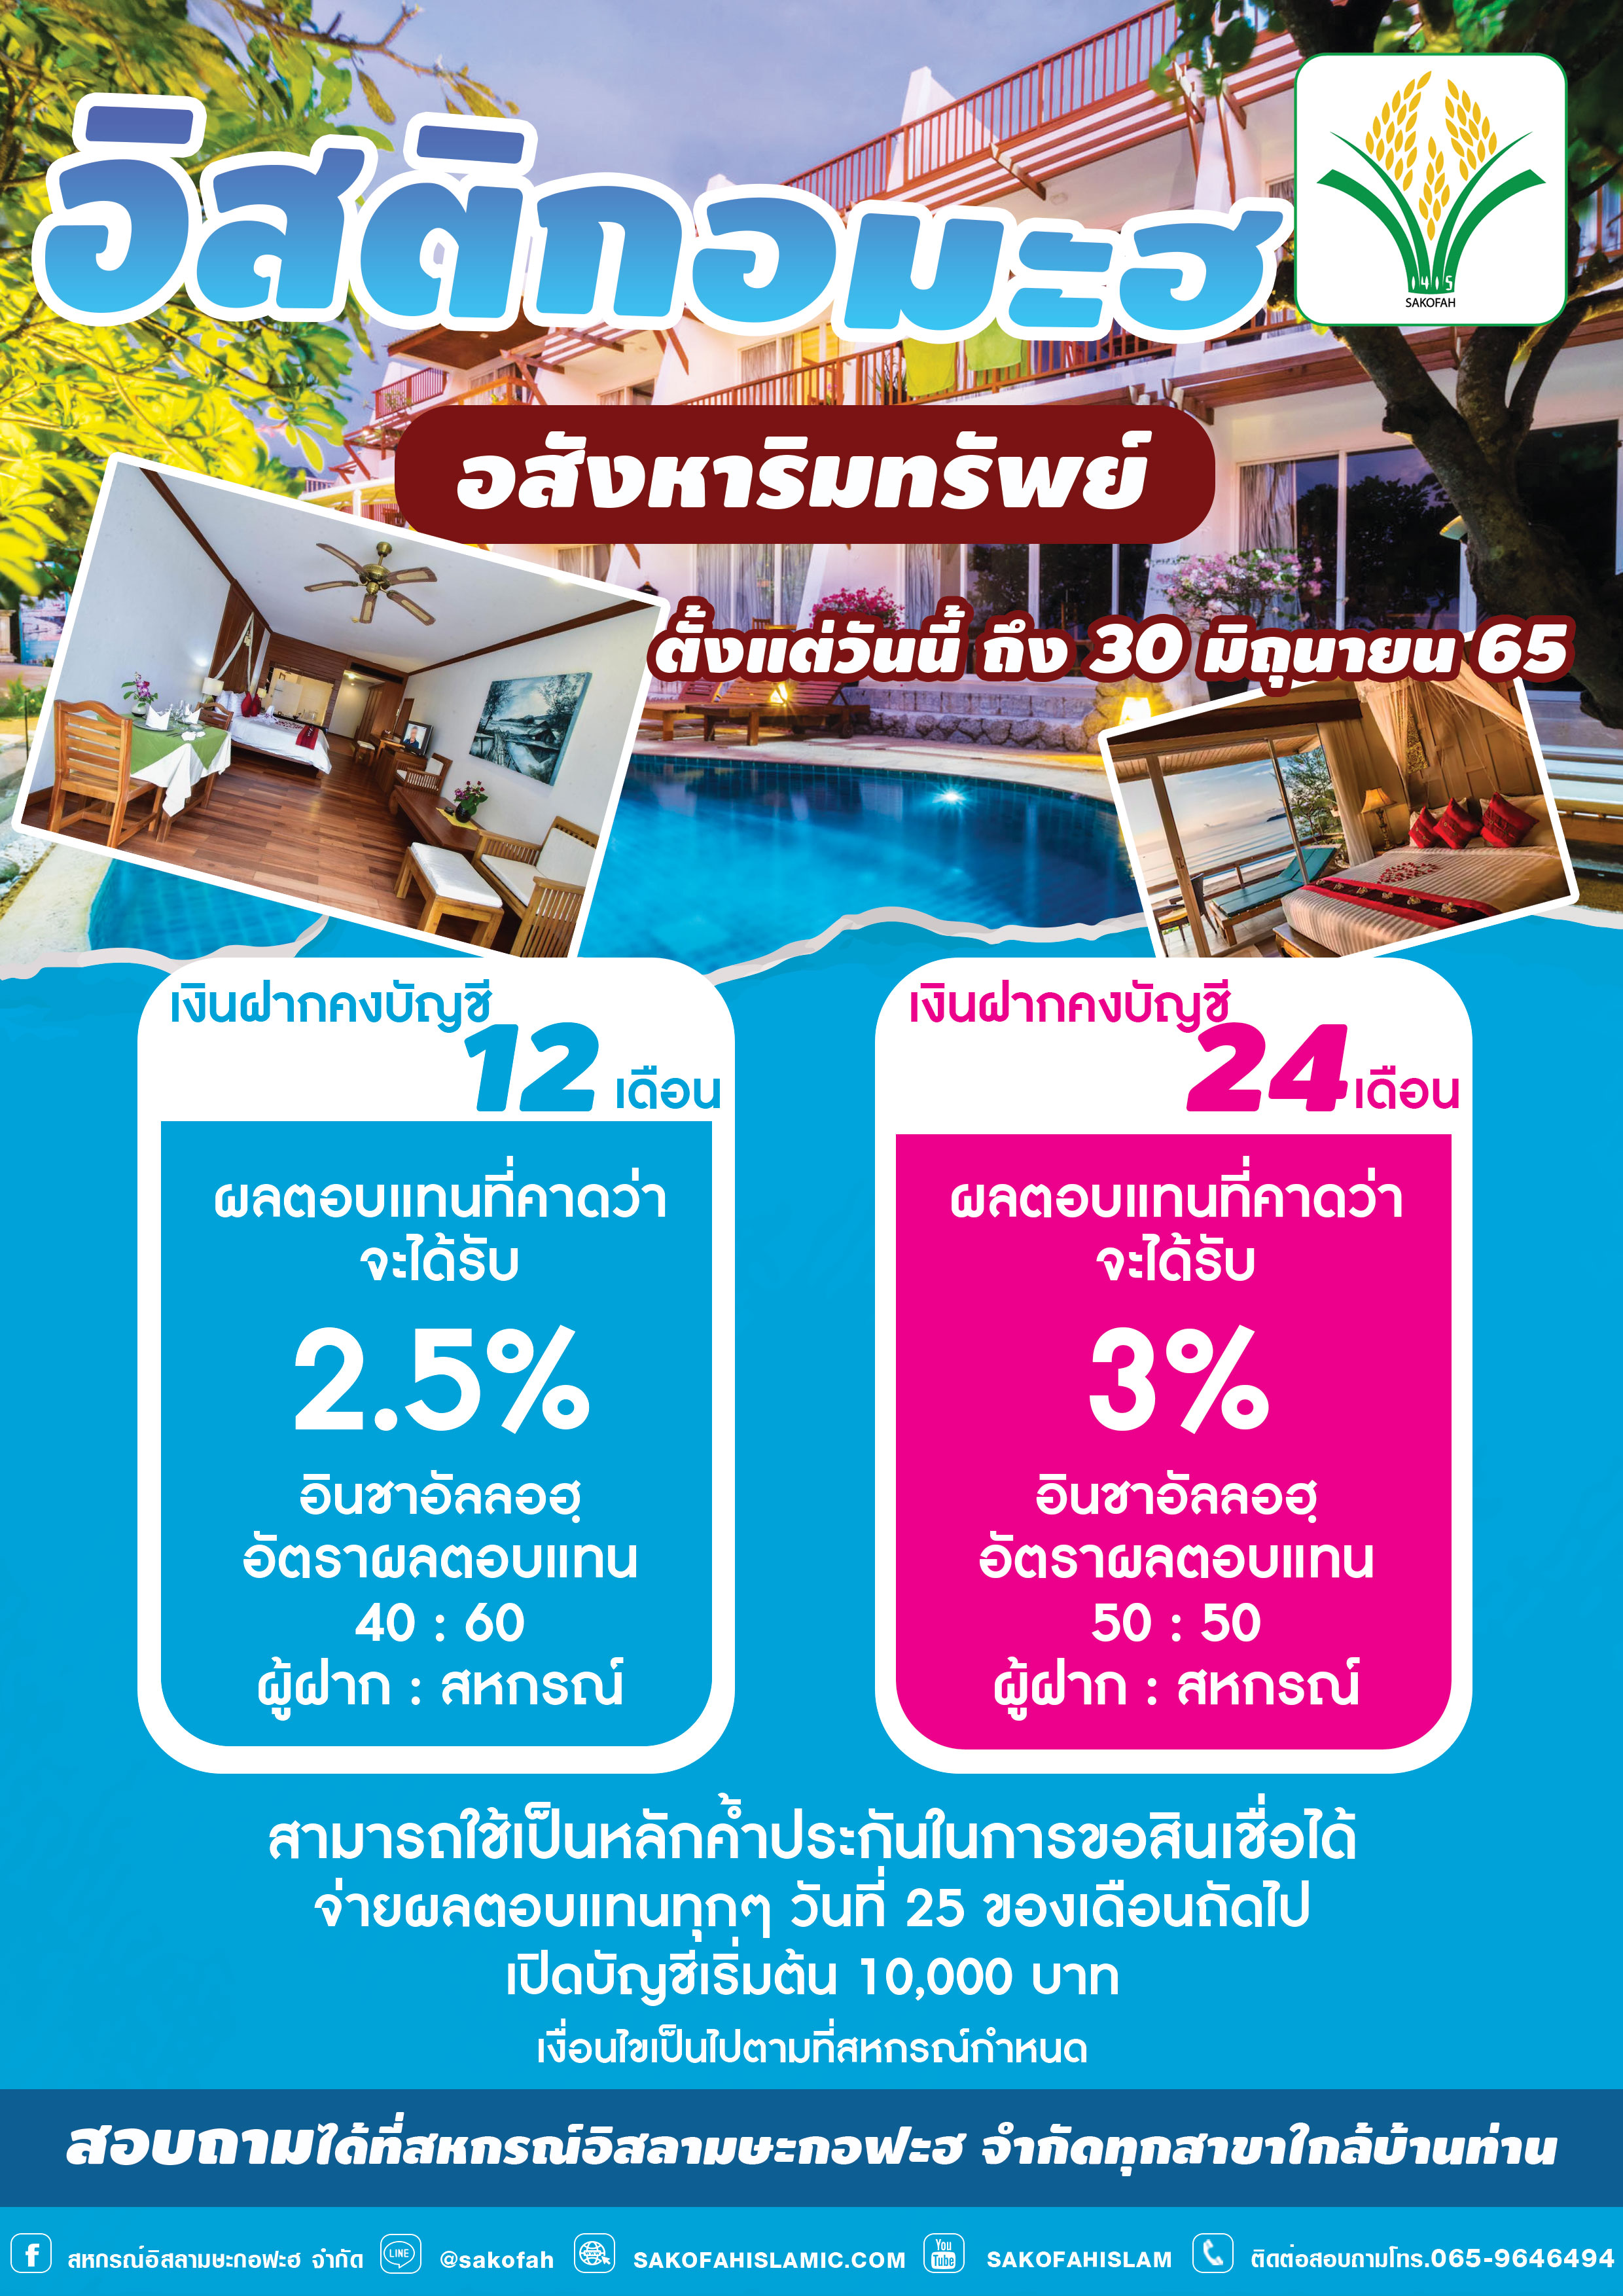 อิสติกอมะฮ
1415
SAKOFAH
อสังหาริมทรัพย์
ตั้งแต่วันนี้ ถึง 30 มิถุนายน 65
เงินฝากคงบัญชี
12 เดือน
ผลตอบแทนที่คาดว่า
จะได้รับ
2.5%
อินชาอัลลอฮฺ
อัตราผลตอบแทน
40 : 60
ผู้ฝาก : สหกรณ์
เงินฝากคงบัญชี
24 เดือน
ผลตอบแทนที่คาดว่า
จะได้รับ
3%
อินชาอัลลอฮฺ
อัตราผลตอบแทน
50 : 50
ผู้ฝาก : สหกรณ์
สามารถใช้เป็นหลักค้ำประกันในการขอสินเชื่อได้
จ่ายผลตอบแทนทุกๆ วันที่ 25 ของเดือนถัดไป
เปิดบัญชีเริ่มต้น 10,000 บาท
เงื่อนไขเป็นไปตามที่สหกรณ์กำหนด
สอบถามได้ที่สหกรณ์อิสลามษะกอฟะฮ จำกัดทุกสาขาใกล้บ้านท่าน
f สหกรณ์อิสลามษะกอฟะฮ จำกัด LINE @sakofah SAKOFAHISLAMIC.COM You Tube SAKOFAHISLAM ติดต่อสอบถามโทร.065-9646494